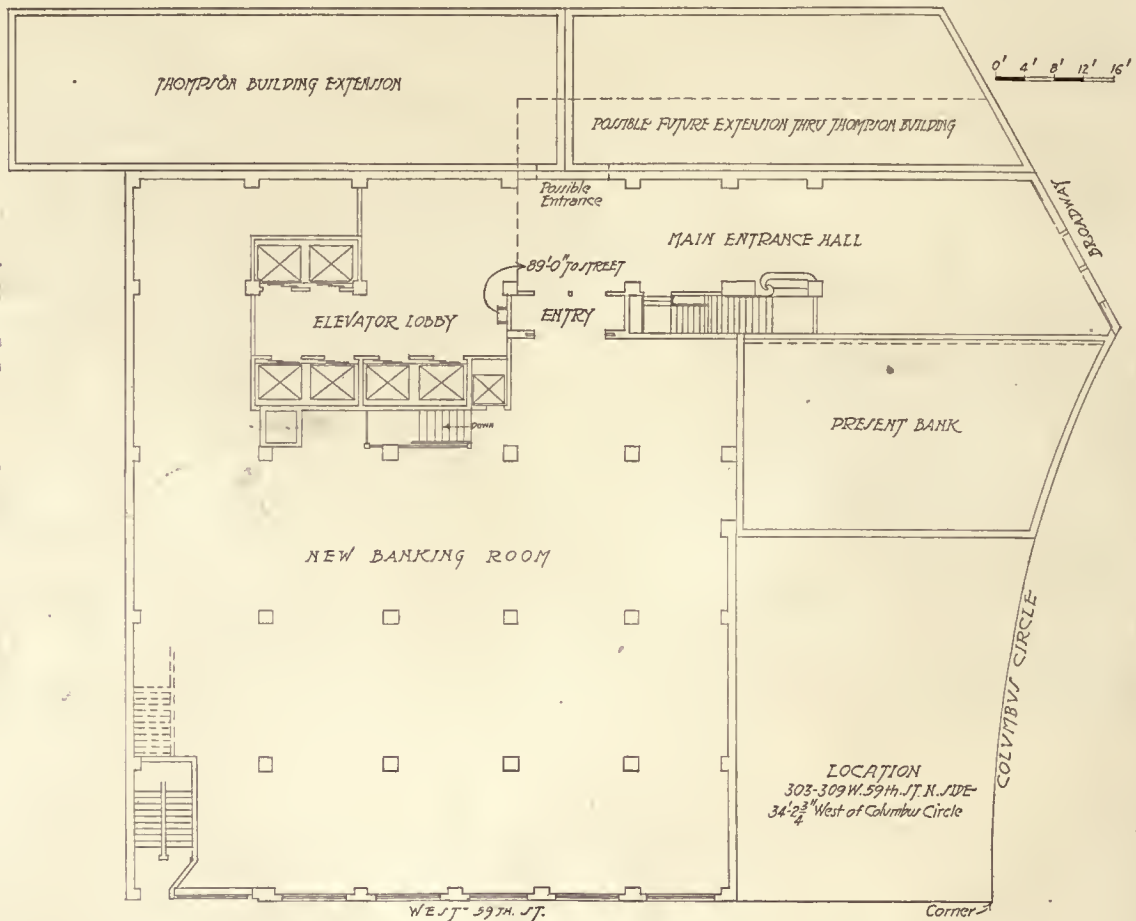 THOMPSON BUILDING EXTENSION
0' 4' 8' 12' 16'
POSSIBLE FUTURE EXTENSION THRU THOMPSON BUILDING
Possible
Entrance
BROADWAY
MAIN ENTRANCE HALL
89'-0" TO STREET
ELEVATOR LOBBY
ENTRY
DOWN
PRESENT BANK
NEW BANKING ROOM
COLUMBUS CIRCLE
LOCATION
303-309 W. 59th. ST. N. SIDE-
34'-2 3/4" West of Columbus Circle
WEST 59TH. ST.
Corner